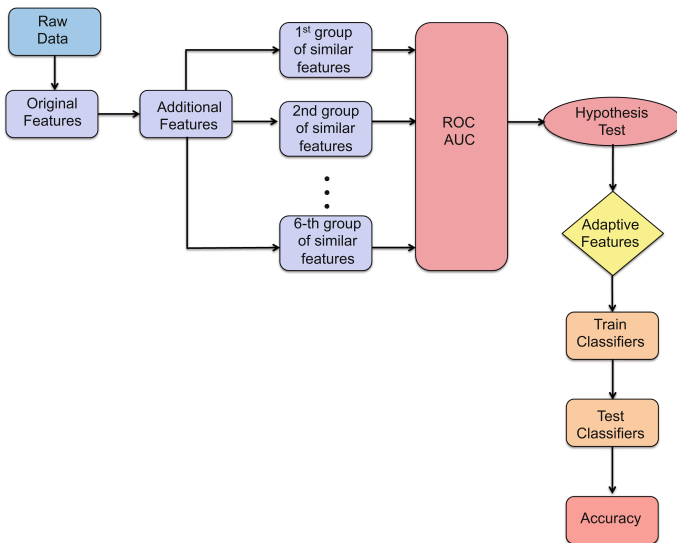 Raw
Data
Original
Features
Additional
Features
1st group
of similar
features
2nd group
of similar
features
6-th group
of similar
features
ROC
AUC
Hypothesis
Test
Adaptive
Features
Train
Classifiers
Test
Classifiers
Accuracy